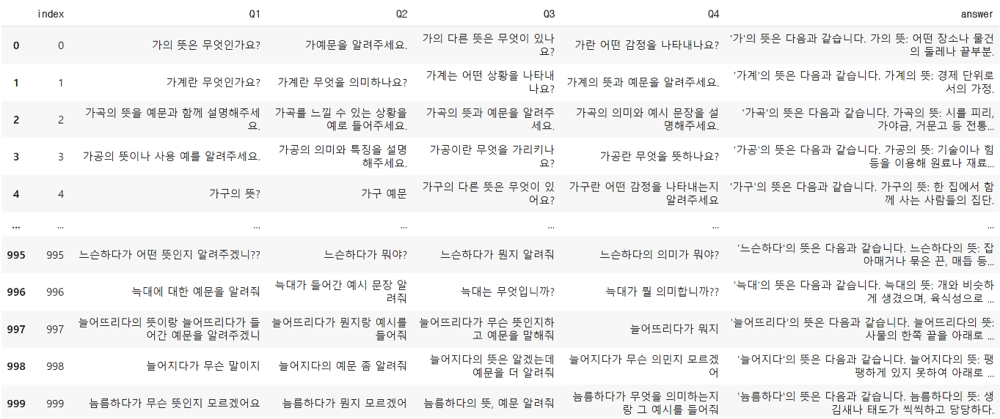 index Q1 Q2 Q3 Q4 answer
0 0 가의 뜻은 무엇인가요? 가예문을 알려주세요. 가의 다른 뜻은 무엇이 있나 가란 어떤 감정을 나타내나요? '가'의 뜻은 다음과 같습니다. 가의 뜻: 어떤 장소나 물건
요? 의 둘레나 끝부분.
1 1 가계란 무엇인가요? 가계란 무엇을 의미하나요? 가계는 어떤 상황을 나타내 가계의 뜻과 예문을 알려주세요. '가계'의 뜻은 다음과 같습니다. 가계의 뜻: 경제 단위로
나요? 서의 가정.
2 2 가곡의 뜻을 예문과 함께 설명해주세 가곡를 느낄 수 있는 상황을 가곡의 뜻과 예문을 알려주 가곡의 의미와 예시 문장을 설 '가곡'의 뜻은 다음과 같습니다. 가곡의 뜻: 시를 피리,
요. 예로 들어주세요. 세요. 명해주세요. 가야금, 거문고 등 전통...
3 3 가공의 뜻이나 사용 예를 알려주세요. 가공의 의미와 특징을 설명 가공이란 무엇을 가리키나 가공란 무엇을 뜻하나요? '가공'의 뜻은 다음과 같습니다. 가공의 뜻: 기술이나 힘
해주세요. 요? 등을 이용해 원료나 재료...
4 4 가구의 뜻? 가구 예문 가구의 다른 뜻은 무엇이 있 가구란 어떤 감정을 나타내는지 '가구'의 뜻은 다음과 같습니다. 가구의 뜻: 한 집에서 함
어요? 알려주세요 께 사는 사람들의 집단.
... ... ... ... ... ... ...
995 995 느슨하다가 어떤 뜻인지 알려주겠니?? 느슨하다가 뭐야? 느슨하다가 뭔지 알려줘 느슨하다의 의미가 뭐야? '느슨하다'의 뜻은 다음과 같습니다. 느슨하다의 뜻: 잡
아매거나 묶은 끈, 매듭 등...
996 996 늑대에 대한 예문을 알려줘 늑대가 들어간 예시 문장 알 늑대는 무엇입니까? 늑대가 뭘 의미합니까?? '늑대'의 뜻은 다음과 같습니다. 늑대의 뜻: 개와 비슷하
려줘 게 생겼으며, 육식성으로 ...
997 997 늘어뜨리다의 뜻이랑 늘어뜨리다가 들 늘어뜨리다가 뭔지랑 예시를 늘어뜨리다가 무슨 뜻인지하 늘어뜨리다가 뭐지 '늘어뜨리다'의 뜻은 다음과 같습니다. 늘어뜨리다의 뜻:
어간 예문을 알려주겠니 들어줘 고 예문을 말해줘 사물의 한쪽 끝을 아래로 ...
998 998 늘어지다가 무슨 말이지 늘어지다의 예문 좀 알려줘 늘어지다의 뜻은 알겠는데 늘어지다가 무슨 의민지 모르겠 '늘어지다'의 뜻은 다음과 같습니다. 늘어지다의 뜻: 팽
예문을 더 알려줘 어 팽하게 있지 못하여 아래로 ...
999 999 늠름하다가 무슨 뜻인지 모르겠어요 늠름하다가 뭔지 모르겠어 늠름하다의 뜻, 예문 알려줘 늠름하다가 무엇을 의미하는지 '늠름하다'의 뜻은 다음과 같습니다. 늠름하다의 뜻: 생
랑 그 예시를 들어줘 김새나 태도가 씩씩하고 당당하다.